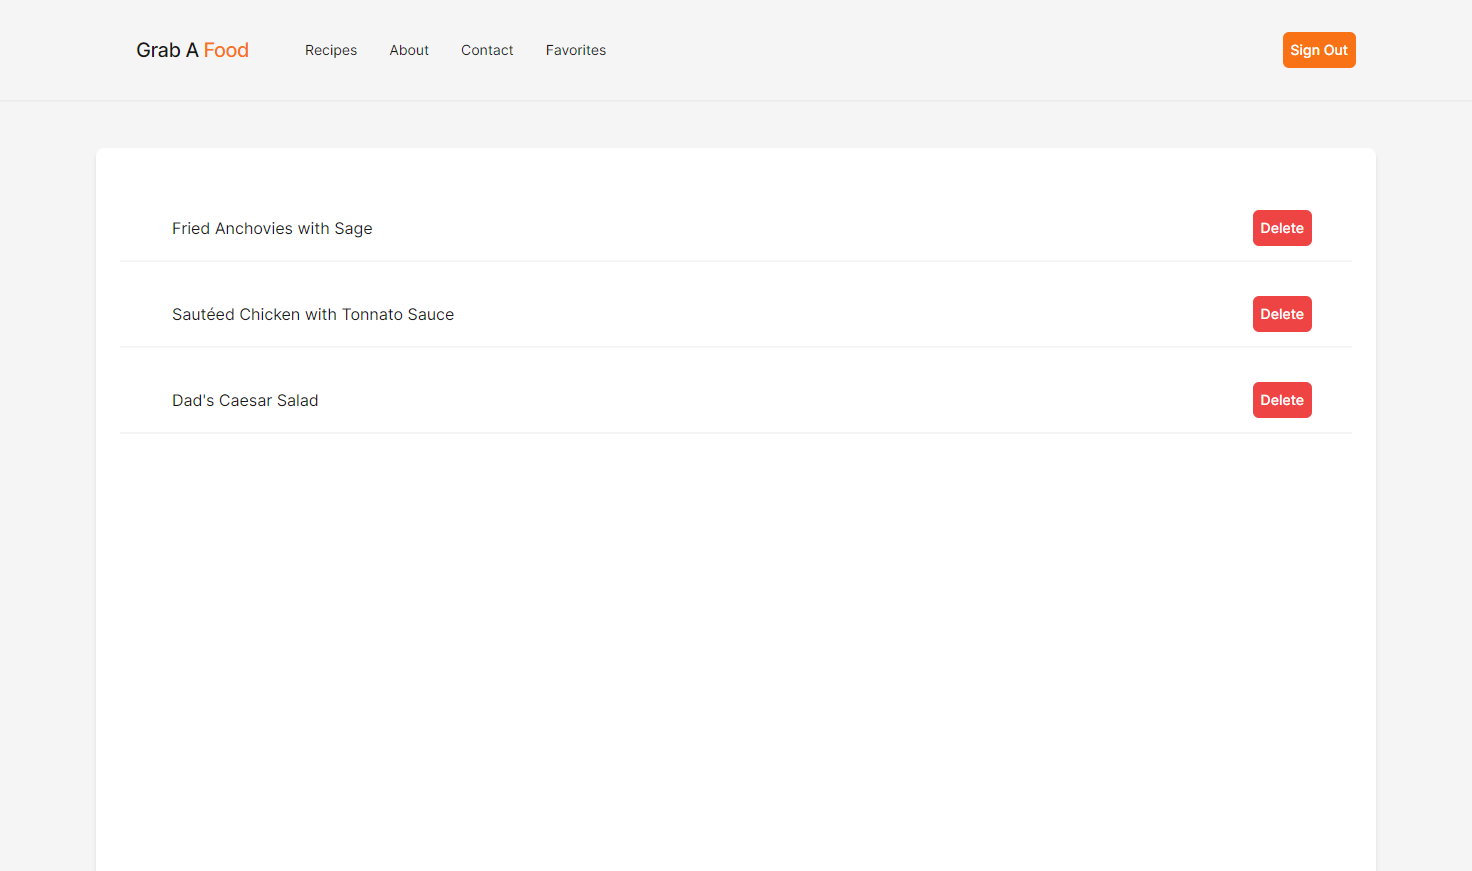 Grab A Food Recipes About Contact Favorites Sign Out
Fried Anchovies with Sage Delete
Sautéed Chicken with Tonnato Sauce Delete
Dad's Caesar Salad Delete